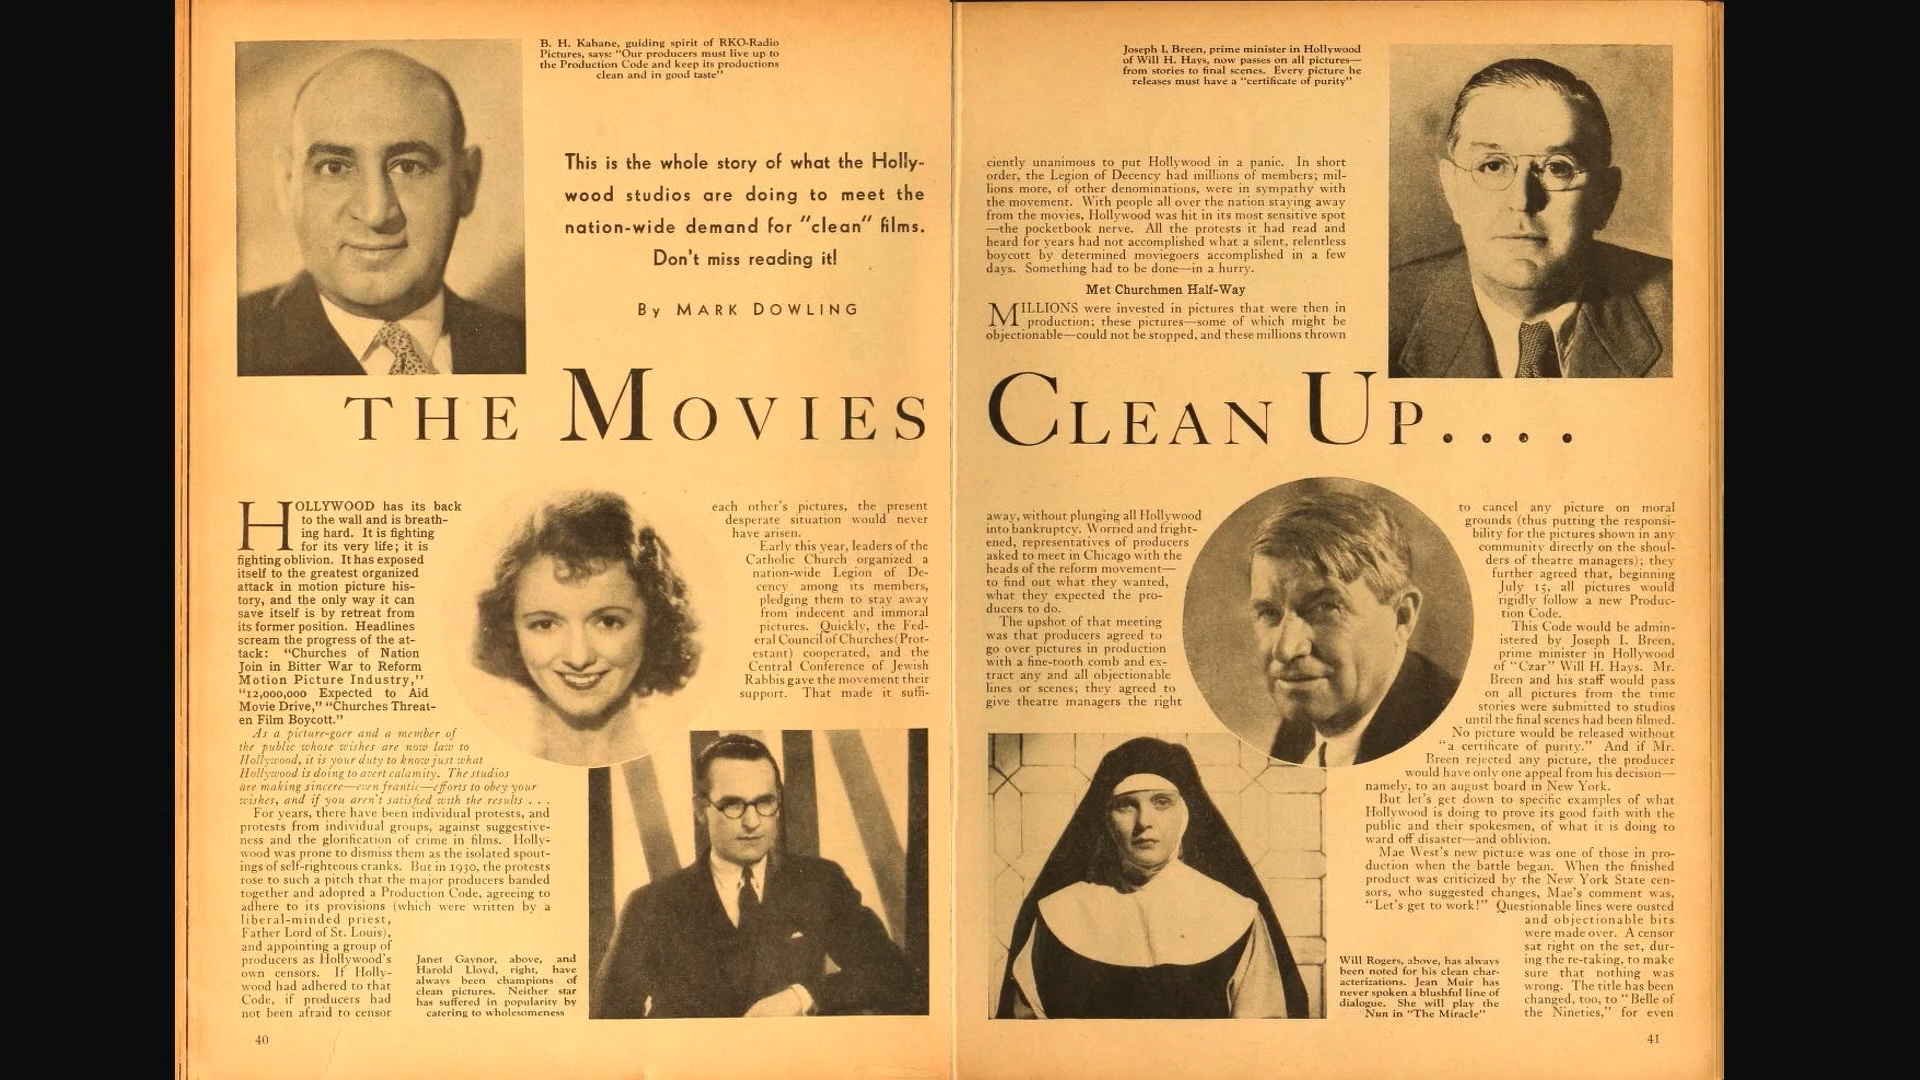 B. H. Kahane, guiding spirit of RKO-Radio
Pictures, says: "Our producers must live up to
the Production Code and keep its productions
clean and in good taste"
This is the whole story of what the Holly-
wood studios are doing to meet the
nation-wide demand for "clean" films.
Don't miss reading it!
By MARK DOWLING
THE MOVIES
HOLLYWOOD has its back
to the wall and is breath-
ing hard. It is fighting
for its very life; it is
fighting oblivion. It has exposed
itself to the greatest organized
attack in motion picture his-
tory, and the only way it can
save itself is by retreat from
its former position. Headlines
scream the progress of the at-
tack: "Churches of Nation
Join in Bitter War to Reform
Motion Picture Industry,"
"12,000,000 Expected to Aid
Movie Drive," "Churches Threat-
en Film Boycott."
As a picture-goer and a member of
the public whose wishes are now law to
Hollywood, it is your duty to know just what
Hollywood is doing to avert calamity. The studios
are making sincere—even frantic—efforts to obey your
wishes, and if you aren't satisfied with the results . . .
For years, there have been individual protests, and
protests from individual groups, against suggestive-
ness and the glorification of crime in films. Holly-
wood was prone to dismiss them as the isolated spout-
ings of self-righteous cranks. But in 1930, the protests
rose to such a pitch that the major producers banded
together and adopted a Production Code, agreeing to
adhere to its provisions (which were written by a
liberal-minded priest,
Father Lord of St. Louis),
and appointing a group of
producers as Hollywood's
own censors. If Holly-
wood had adhered to that
Code, if producers had
not been afraid to censor
each other's pictures, the present
desperate situation would never
have arisen.
Early this year, leaders of the
Catholic Church organized a
nation-wide Legion of De-
cency among its members,
pledging them to stay away
from indecent and immoral
pictures. Quickly, the Fed-
eral Council of Churches (Prot-
estant) cooperated, and the
Central Conference of Jewish
Rabbis gave the movement their
support. That made it suffi-
Janet Gaynor, above, and
Harold Lloyd, right, have
always been champions of
clean pictures. Neither star
has suffered in popularity by
catering to wholesomeness
40
Joseph I. Breen, prime minister in Hollywood
of Will H. Hays, now passes on all pictures—
from stories to final scenes. Every picture he
releases must have a "certificate of purity"
ciently unanimous to put Hollywood in a panic. In short
order, the Legion of Decency had millions of members; mil-
lions more, of other denominations, were in sympathy with
the movement. With people all over the nation staying away
from the movies, Hollywood was hit in its most sensitive spot
—the pocketbook nerve. All the protests it had read and
heard for years had not accomplished what a silent, relentless
boycott by determined moviegoers accomplished in a few
days. Something had to be done—in a hurry.
Met Churchmen Half-Way
MILLIONS were invested in pictures that were then in
production; these pictures—some of which might be
objectionable—could not be stopped, and these millions thrown
CLEAN UP....
away, without plunging all Hollywood
into bankruptcy. Worried and fright-
ened, representatives of producers
asked to meet in Chicago with the
heads of the reform movement—
to find out what they wanted,
what they expected the pro-
ducers to do.
The upshot of that meeting
was that producers agreed to
go over pictures in production
with a fine-tooth comb and ex-
tract any and all objectionable
lines or scenes; they agreed to
give theatre managers the right
to cancel any picture on moral
grounds (thus putting the responsi-
bility for the pictures shown in any
community directly on the shoul-
ders of theatre managers); they
further agreed that, beginning
July 15, all pictures would
rigidly follow a new Produc-
tion Code.
This Code would be admin-
istered by Joseph I. Breen,
prime minister in Hollywood
of "Czar" Will H. Hays. Mr.
Breen and his staff would pass
on all pictures from the time
stories were submitted to studios
until the final scenes had been filmed.
No picture would be released without
"a certificate of purity." And if Mr.
Breen rejected any picture, the producer
would have only one appeal from his decision—
namely, to an august board in New York.
But let's get down to specific examples of what
Hollywood is doing to prove its good faith with the
public and their spokesmen, of what it is doing to
ward off disaster—and oblivion.
Mae West's new picture was one of those in pro-
duction when the battle began. When the finished
product was criticized by the New York State cen-
sors, who suggested changes, Mae's comment was,
"Let's get to work!" Questionable lines were ousted
and objectionable bits
were made over. A censor
sat right on the set, dur-
ing the re-taking, to make
sure that nothing was
wrong. The title has been
changed, too, to "Belle of
the Nineties," for even
Will Rogers, above, has always
been noted for his clean char-
acterizations. Jean Muir has
never spoken a blushful line of
dialogue. She will play the
Nun in "The Miracle"
41